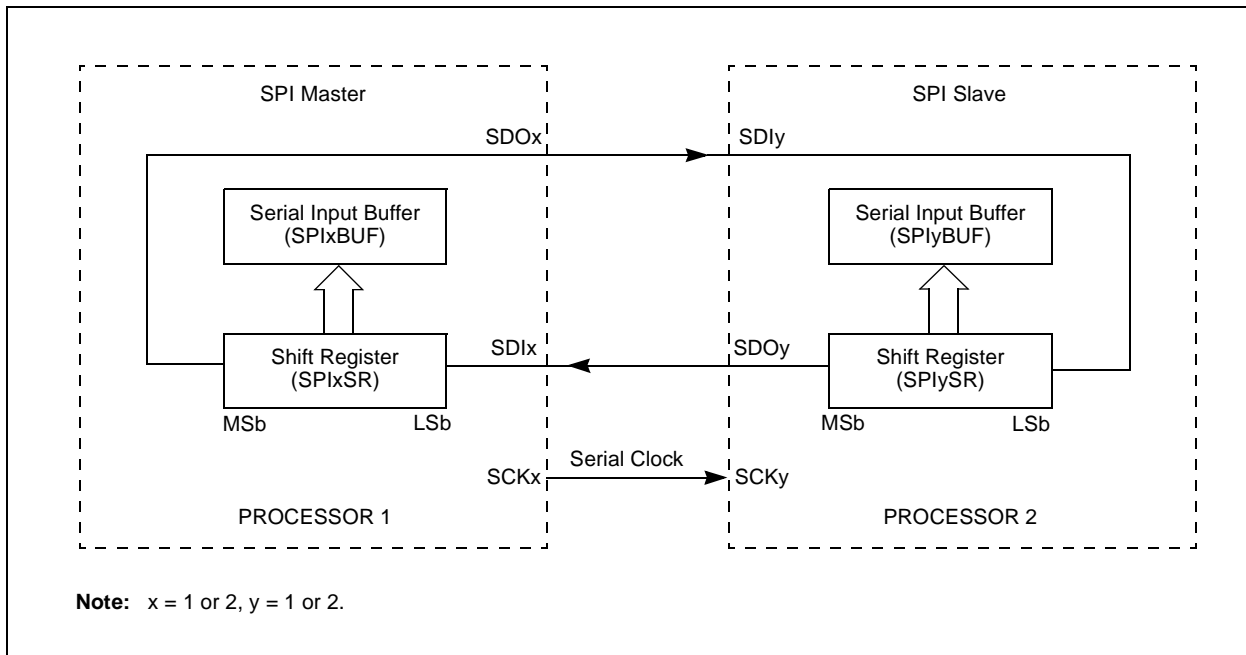 SPI Master
SPI Slave
SDOx
SDIy
Serial Input Buffer
(SPIxBUF)
Serial Input Buffer
(SPIyBUF)
Shift Register
(SPIxSR)
SDIx
SDOy
Shift Register
(SPIySR)
MSb
LSb
MSb
LSb
SCKx
Serial Clock
SCKy
PROCESSOR 1
PROCESSOR 2
Note: x = 1 or 2, y = 1 or 2.